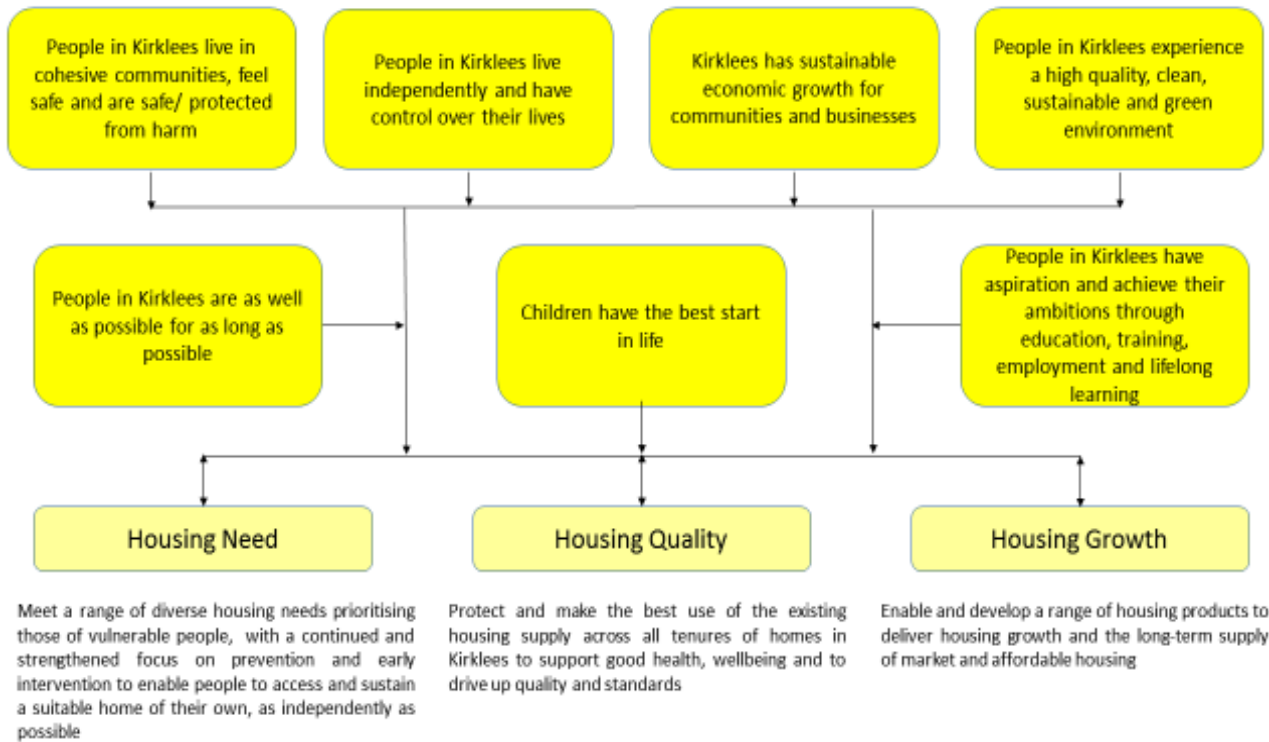 People in Kirklees live in
cohesive communities, feel
safe and are safe/ protected
from harm
People in Kirklees live
independently and have
control over their lives
Kirklees has sustainable
economic growth for
communities and businesses
People in Kirklees experience
a high quality, clean,
sustainable and green
environment
People in Kirklees are as well
as possible for as long as
possible
Children have the best start
in life
People in Kirklees have
aspiration and achieve their
ambitions through
education, training,
employment and lifelong
learning
Housing Need
Housing Quality
Housing Growth
Meet a range of diverse housing needs prioritising
those of vulnerable people, with a continued and
strengthened focus on prevention and early
intervention to enable people to access and sustain
a suitable home of their own, as independently as
possible
Protect and make the best use of the existing
housing supply across all tenures of homes in
Kirklees to support good health, wellbeing and to
drive up quality and standards
Enable and develop a range of housing products to
deliver housing growth and the long-term supply
of market and affordable housing